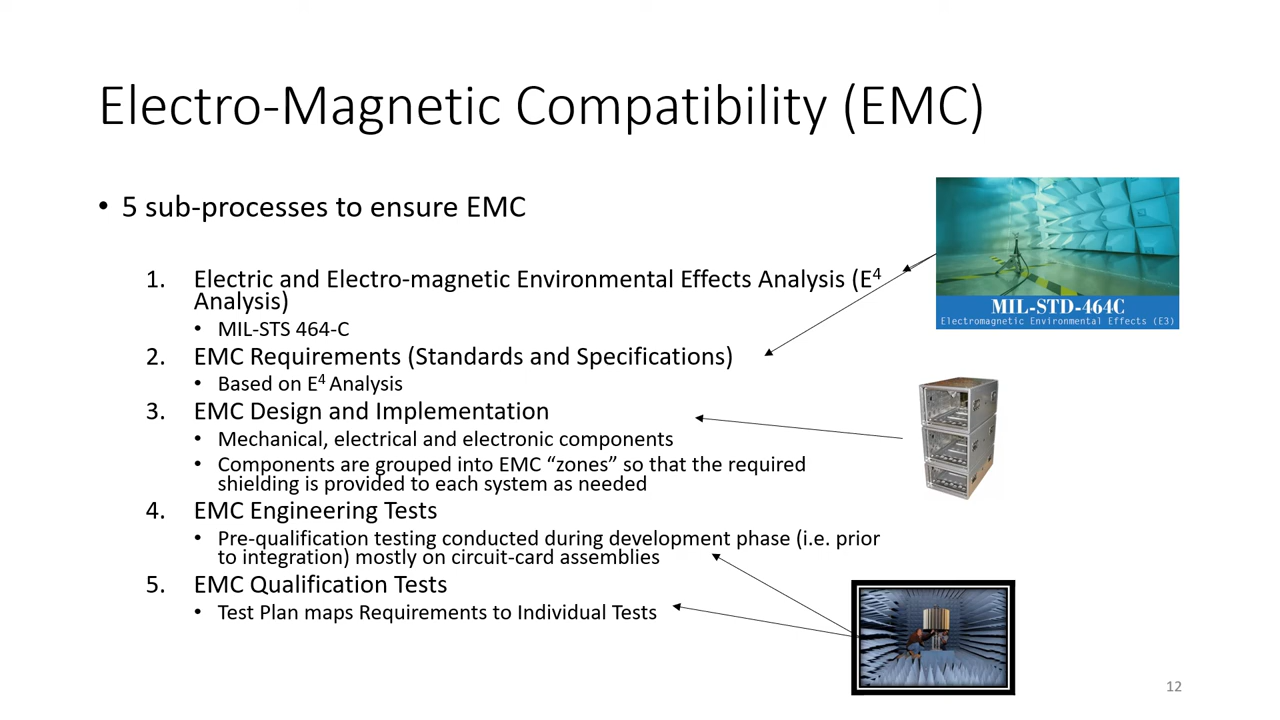 Electro-Magnetic Compatibility (EMC)
• 5 sub-processes to ensure EMC
1. Electric and Electro-magnetic Environmental Effects Analysis (E⁴
Analysis)
• MIL-STS 464-C
2. EMC Requirements (Standards and Specifications)
• Based on E⁴ Analysis
3. EMC Design and Implementation
• Mechanical, electrical and electronic components
• Components are grouped into EMC “zones” so that the required
shielding is provided to each system as needed
4. EMC Engineering Tests
• Pre-qualification testing conducted during development phase (i.e. prior
to integration) mostly on circuit-card assemblies
5. EMC Qualification Tests
• Test Plan maps Requirements to Individual Tests
MIL-STD-464C
Electromagnetic Environmental Effects (E3)
12